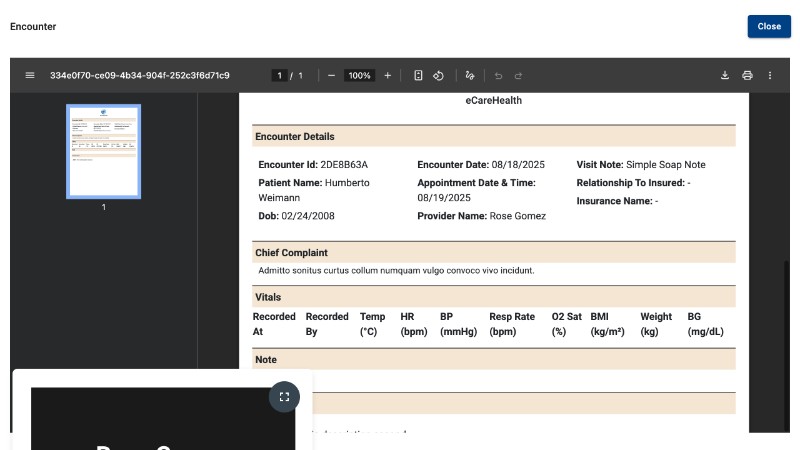 Encounter
Close
334e0f70-ce09-4b34-904f-252c3f6d71c9
1 / 1
100%
1
eCareHealth
Encounter Details
Encounter Id: 2DE8B63A
Encounter Date: 08/18/2025
Visit Note: Simple Soap Note
Patient Name: Humberto Weimann
Appointment Date & Time: 08/19/2025
Relationship To Insured: -
Insurance Name: -
Dob: 02/24/2008
Provider Name: Rose Gomez
Chief Complaint
Admitto sonitus curtus collum numquam vulgo convoco vivo incidunt.
Vitals
Recorded At
Recorded By
Temp (°C)
HR (bpm)
BP (mmHg)
Resp Rate (bpm)
O2 Sat (%)
BMI (kg/m²)
Weight (kg)
BG (mg/dL)
Note